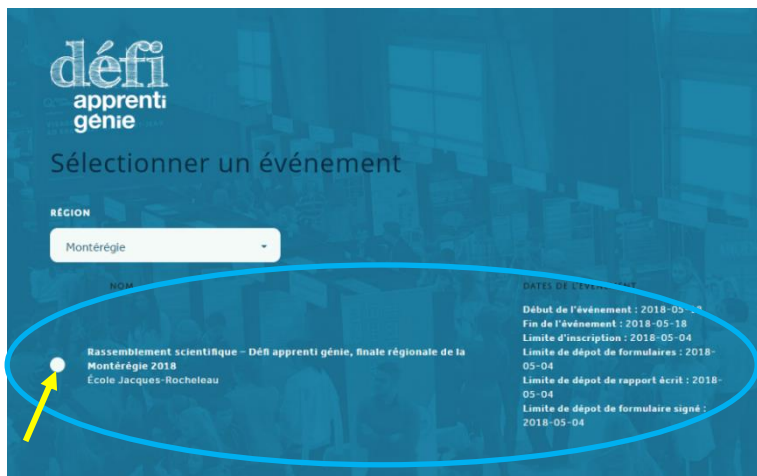 défi
apprenti
génie
Sélectionner un événement
RÉGION
Montérégie
NOM
DATES DE L'ÉVÉNEMENT
Début de l'événement : 2018-05-18
Fin de l'événement : 2018-05-18
Limite d'inscription : 2018-05-04
Limite de dépot de formulaires : 2018-
05-04
Limite de dépot de rapport écrit : 2018-
05-04
Limite de dépot de formulaire signé :
2018-05-04
Rassemblement scientifique – Défi apprenti génie, finale régionale de la
Montérégie 2018
École Jacques-Rocheleau